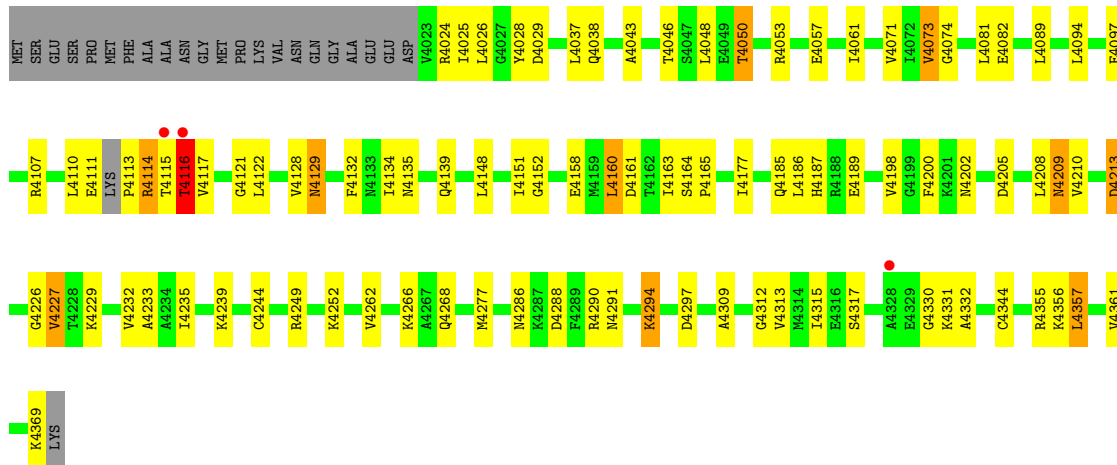 MET SER GLU SER PRO MET PHE ALA ALA ASN GLY MET PRO LYS VAL ASN GLN GLY ALA GLU GLU ASP V4023 R4024 I4025 L4026 G4027 Y4028 D4029 L4037 Q4038 A4043 T4046 S4047 L4048 E4049 T4050 R4053 E4057 I4061 V4071 I4072 V4073 G4074 L4081 E4082 L4089 L4094 E4097
R4107 L4110 E4111 LYS P4113 R4114 T4115 T4116 V4117 G4121 L4122 V4128 N4129 F4132 N4133 I4134 N4135 Q4139 L4148 I4151 G4152 E4158 M4159 L4160 D4161 T4162 I4163 S4164 P4165 I4177 Q4185 L4186 H4187 R4188 E4189 V4198 G4199 F4200 K4201 N4202 D4205 L4208 N4209 V4210 D4213
G4226 V4227 T4228 K4229 V4232 A4233 A4234 I4235 K4239 C4244 R4249 K4252 V4262 K4266 A4267 Q4268 M4277 N4286 K4287 D4288 F4289 R4290 N4291 K4294 D4297 A4309 G4312 V4313 M4314 I4315 E4316 S4317 A4328 E4329 G4330 K4331 A4332 C4344 R4355 K4356 L4357 V4361
K4369 LYS